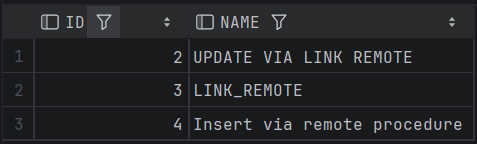 ID NAME
1 2 UPDATE VIA LINK REMOTE
2 3 LINK_REMOTE
3 4 Insert via remote procedure